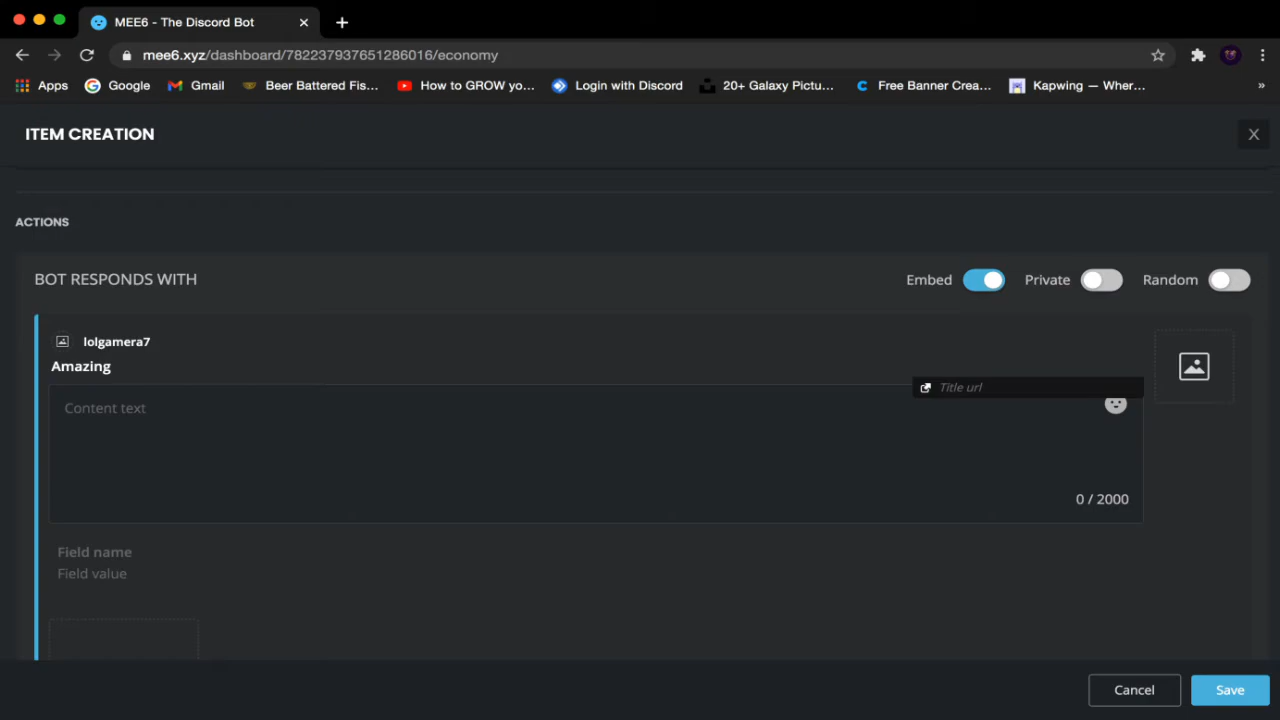 MEE6 - The Discord Bot
mee6.xyz/dashboard/782237937651286016/economy
Apps Google Gmail Beer Battered Fis... How to GROW yo... Login with Discord 20+ Galaxy Pictu... Free Banner Crea... Kapwing — Wher... »
ITEM CREATION
X
ACTIONS
BOT RESPONDS WITH Embed Private Random
lolgamera7
Amazing
Title url
Content text
0 / 2000
Field name
Field value
Cancel Save